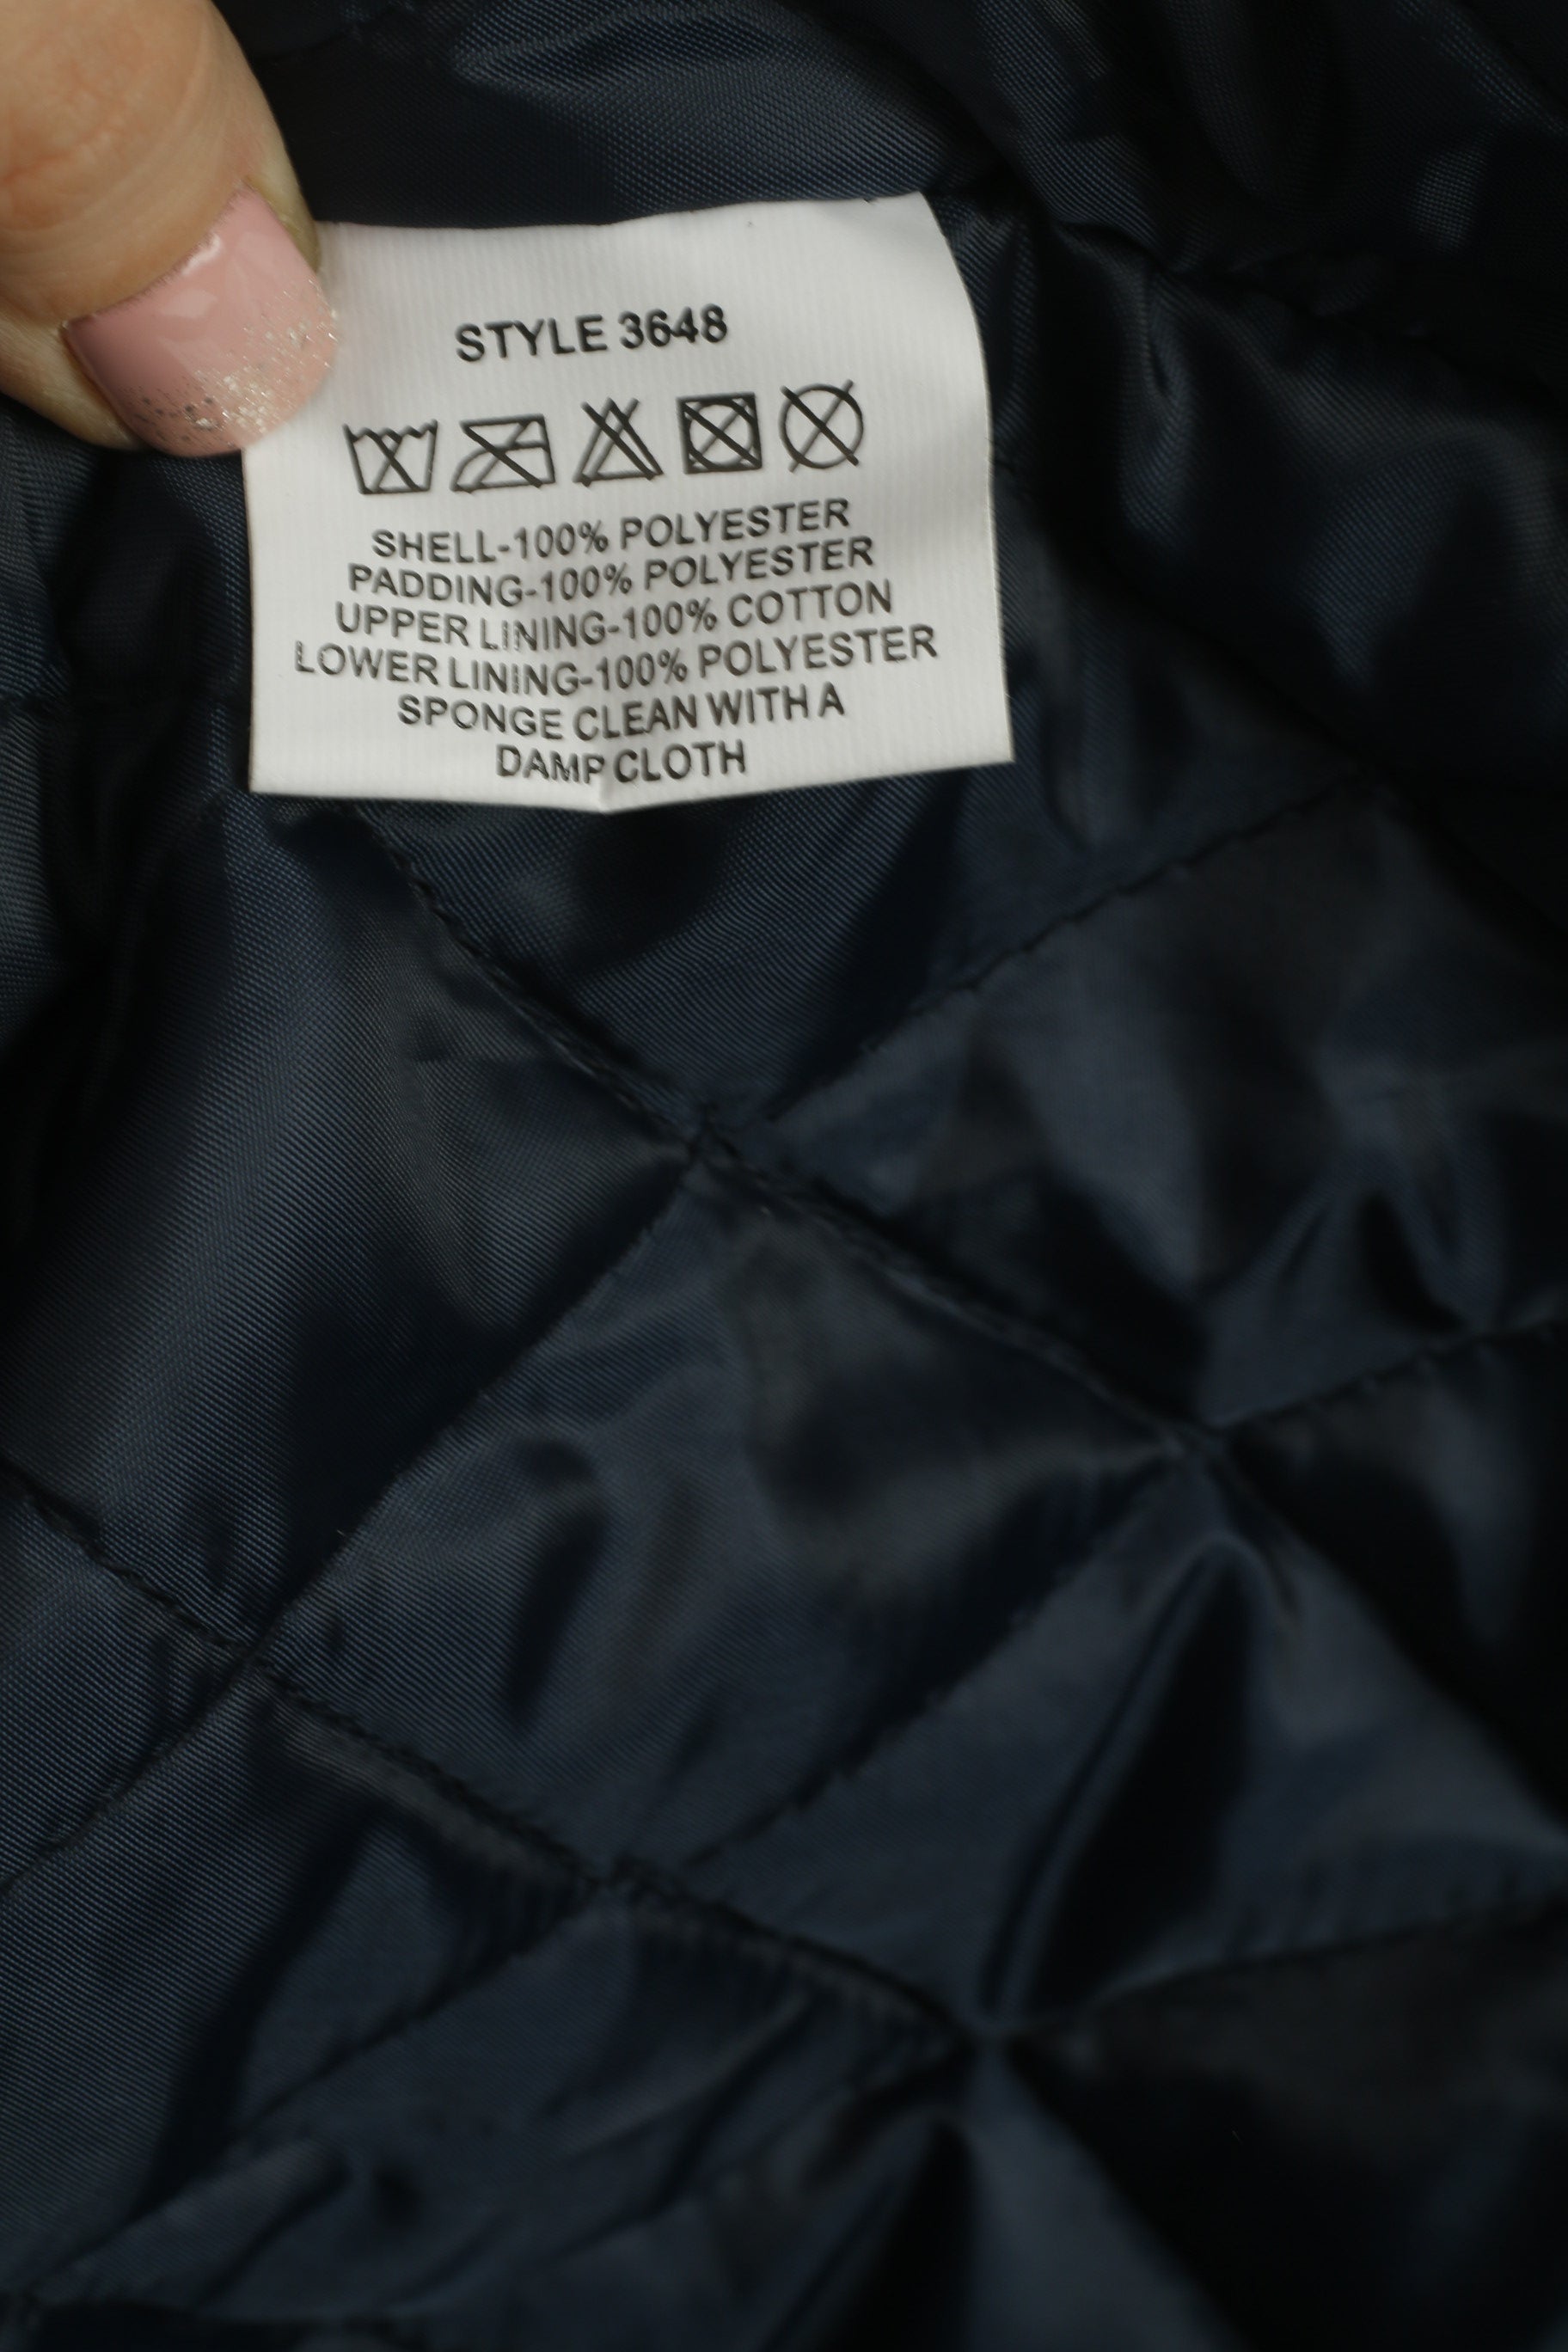 STYLE 3648
SHELL-100% POLYESTER
PADDING-100% POLYESTER
UPPER LINING-100% COTTON
LOWER LINING-100% POLYESTER
SPONGE CLEAN WITH A
DAMP CLOTH